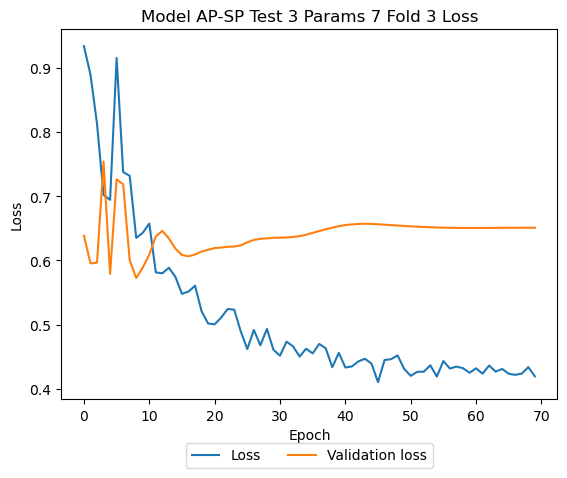 Model AP-SP Test 3 Params 7 Fold 3 Loss
Loss
0.9
0.8
0.7
0.6
0.5
0.4
0 10 20 30 40 50 60 70
Epoch
Loss Validation loss